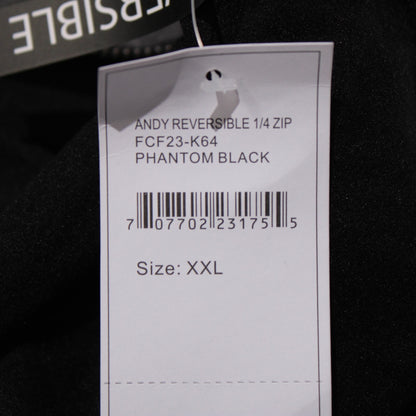 ERSIBLE
ANDY REVERSIBLE 1/4 ZIP
FCF23-K64
PHANTOM BLACK
7 07702 23175 5
Size: XXL